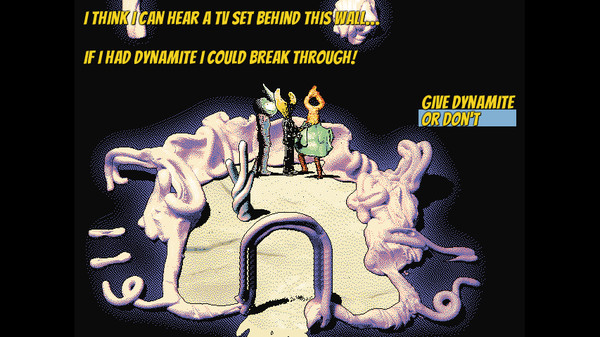 I THINK I CAN HEAR A TV SET BEHIND THIS WALL...
IF I HAD DYNAMITE I COULD BREAK THROUGH!
GIVE DYNAMITE
OR DON'T